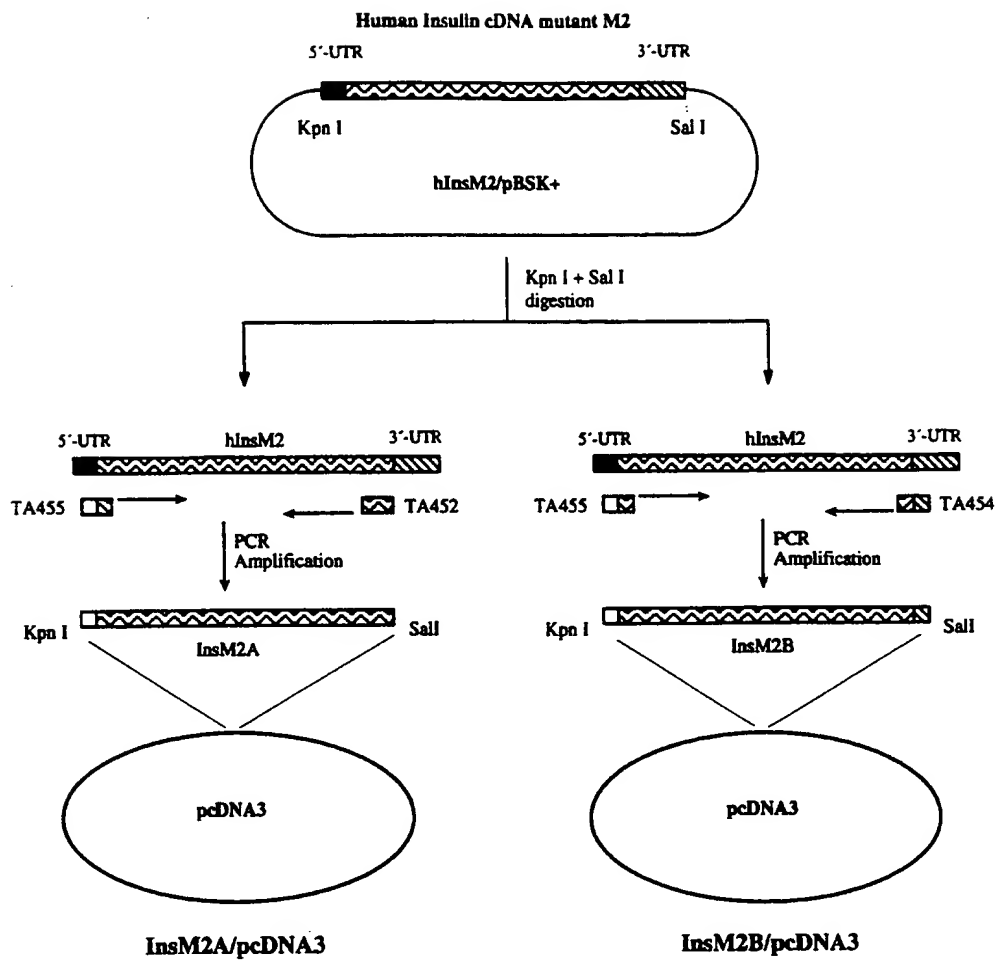 Human Insulin cDNA mutant M2
5´-UTR 3´-UTR
Kpn I Sal I
hInsM2/pBSK+
Kpn I + Sal I
digestion
5´-UTR hInsM2 3´-UTR
TA455 TA452
PCR
Amplification
Kpn I SalI
InsM2A
pcDNA3
InsM2A/pcDNA3
5´-UTR hInsM2 3´-UTR
TA455 TA454
PCR
Amplification
Kpn I SalI
InsM2B
pcDNA3
InsM2B/pcDNA3